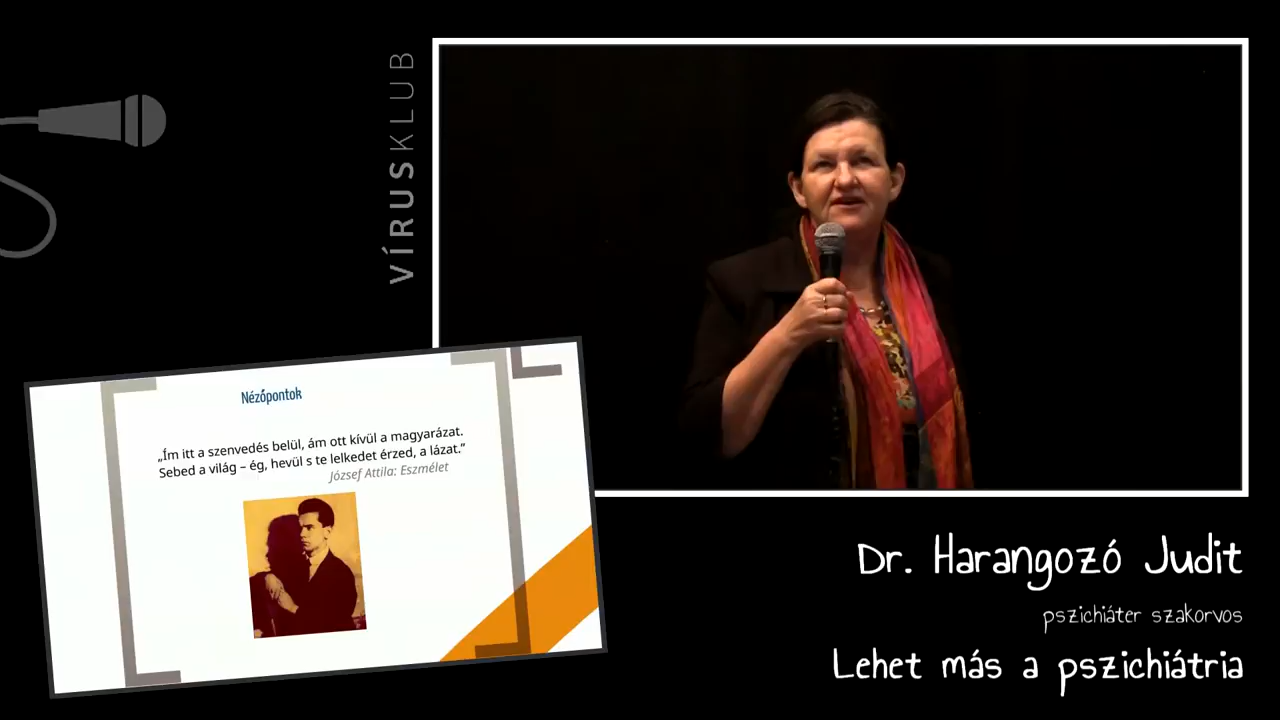 VÍRUSKLUB
Nézőpontok
„Ím itt a szenvedés belül, ám ott kívül a magyarázat.
Sebed a világ – ég, hevül s te lelkedet érzed, a lázat.”
József Attila: Eszmélet
Dr. Harangozó Judit
pszichiáter szakorvos
Lehet más a pszichiátria